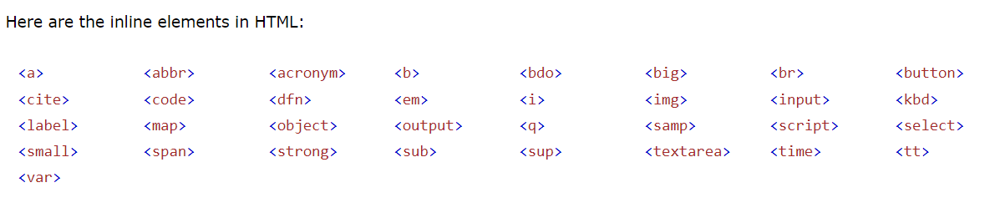 Here are the inline elements in HTML:
<a> <abbr> <acronym> <b> <bdo> <big> <br> <button>
<cite> <code> <dfn> <em> <i> <img> <input> <kbd>
<label> <map> <object> <output> <q> <samp> <script> <select>
<small> <span> <strong> <sub> <sup> <textarea> <time> <tt>
<var>